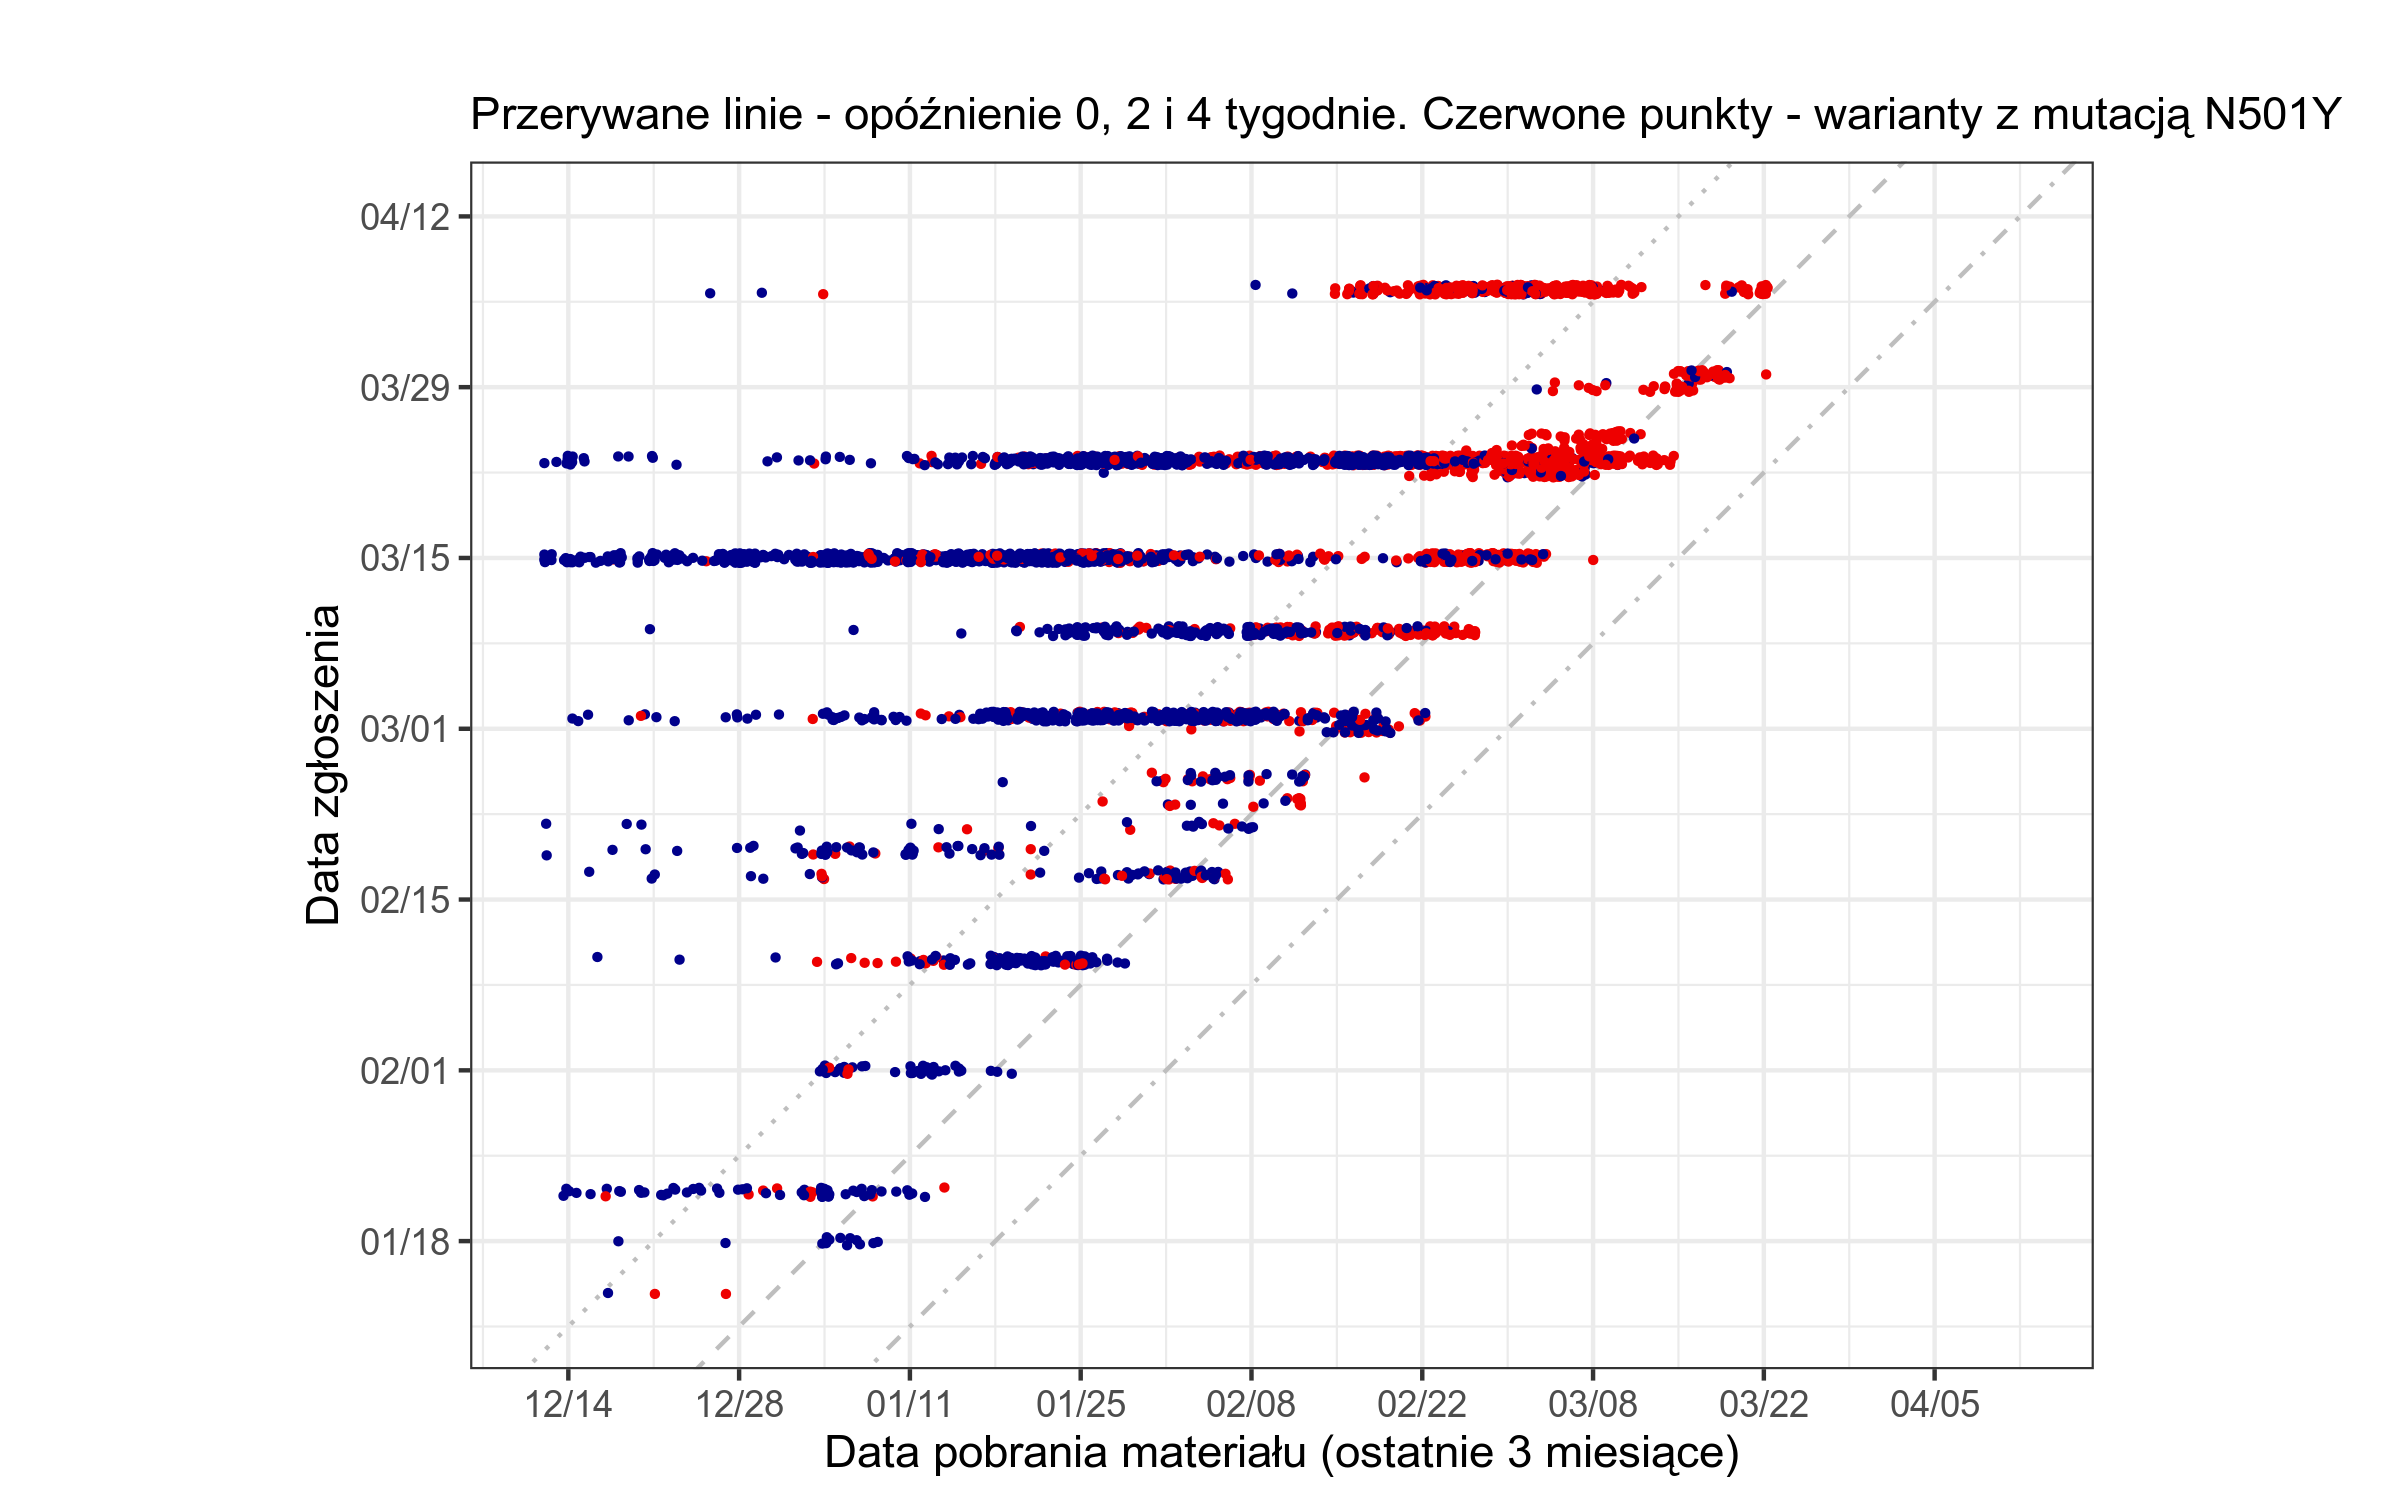 Przerywane linie - opóźnienie 0, 2 i 4 tygodnie. Czerwone punkty - warianty z mutacją N501Y
04/12
03/29
03/15
03/01
02/15
02/01
01/18
Data zgłoszenia
12/14 12/28 01/11 01/25 02/08 02/22 03/08 03/22 04/05
Data pobrania materiału (ostatnie 3 miesiące)